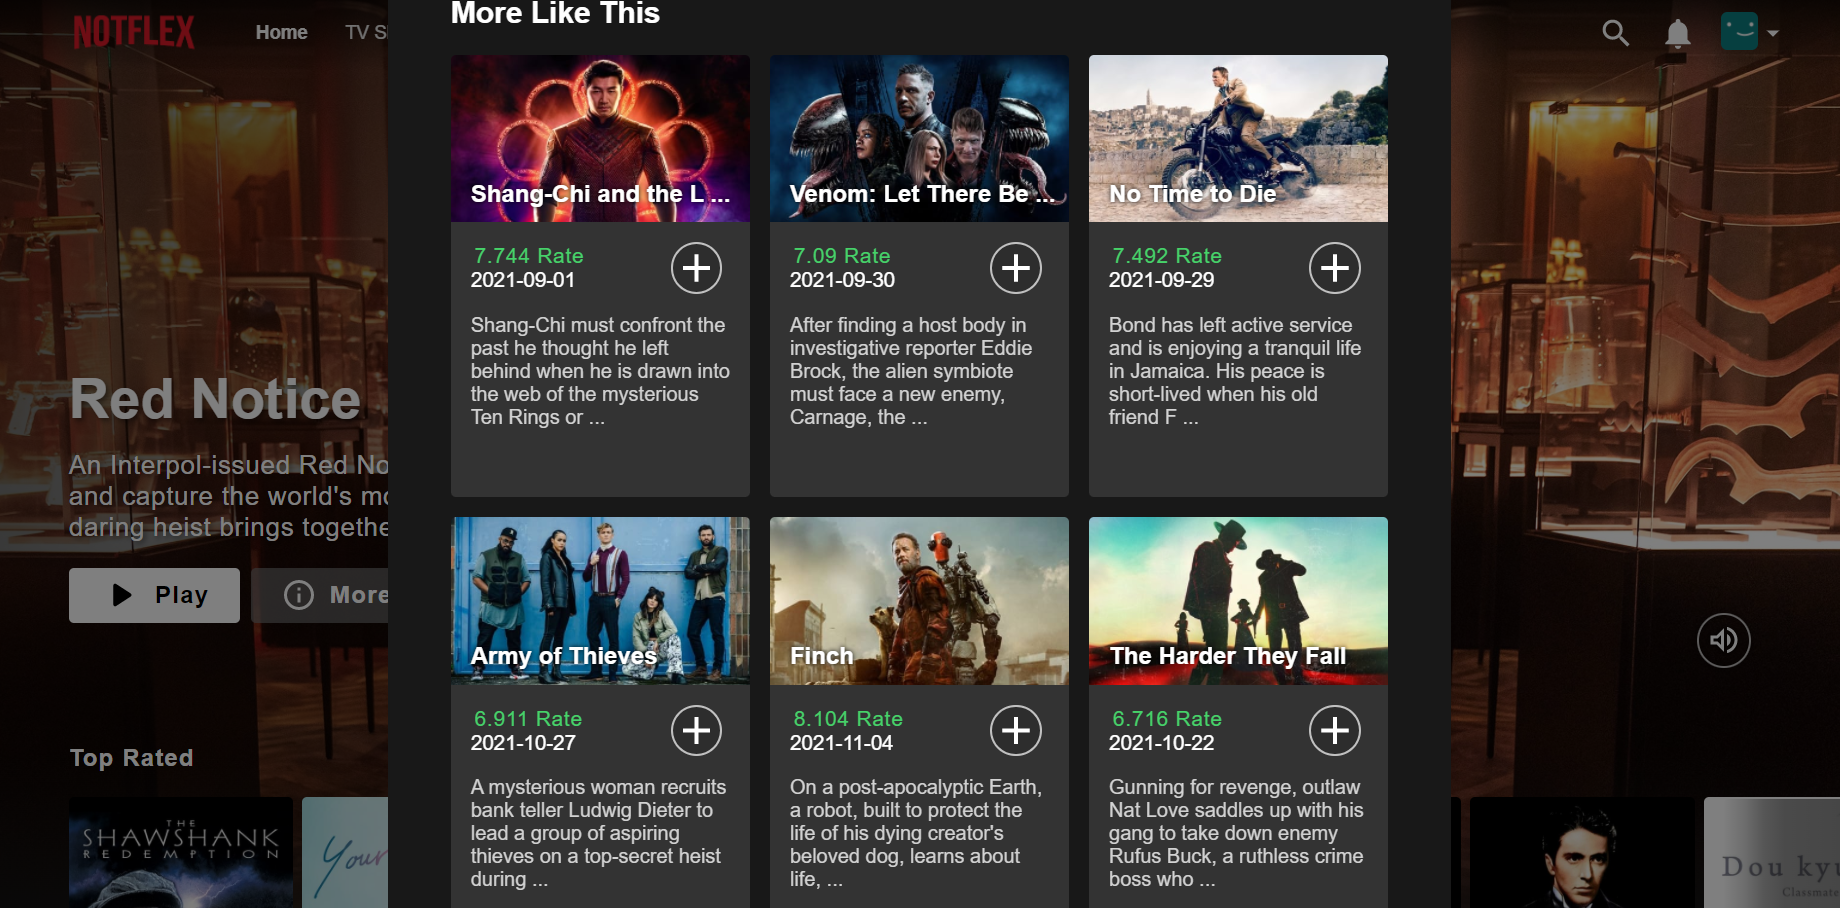 NOTFLEX
Home
TV S
More Like This
Shang-Chi and the L ...
7.744 Rate
2021-09-01
Shang-Chi must confront the
past he thought he left
behind when he is drawn into
the web of the mysterious
Ten Rings or ...
Venom: Let There Be ...
7.09 Rate
2021-09-30
After finding a host body in
investigative reporter Eddie
Brock, the alien symbiote
must face a new enemy,
Carnage, the ...
No Time to Die
7.492 Rate
2021-09-29
Bond has left active service
and is enjoying a tranquil life
in Jamaica. His peace is
short-lived when his old
friend F ...
Red Notice
An Interpol-issued Red No
and capture the world's mo
daring heist brings togethe
Play
More
Army of Thieves
6.911 Rate
2021-10-27
A mysterious woman recruits
bank teller Ludwig Dieter to
lead a group of aspiring
thieves on a top-secret heist
during ...
Finch
8.104 Rate
2021-11-04
On a post-apocalyptic Earth,
a robot, built to protect the
life of his dying creator's
beloved dog, learns about
life, ...
The Harder They Fall
6.716 Rate
2021-10-22
Gunning for revenge, outlaw
Nat Love saddles up with his
gang to take down enemy
Rufus Buck, a ruthless crime
boss who ...
Top Rated
THE
SHAWSHANK
REDEMPTION
Your
Dou kyu
Classmate